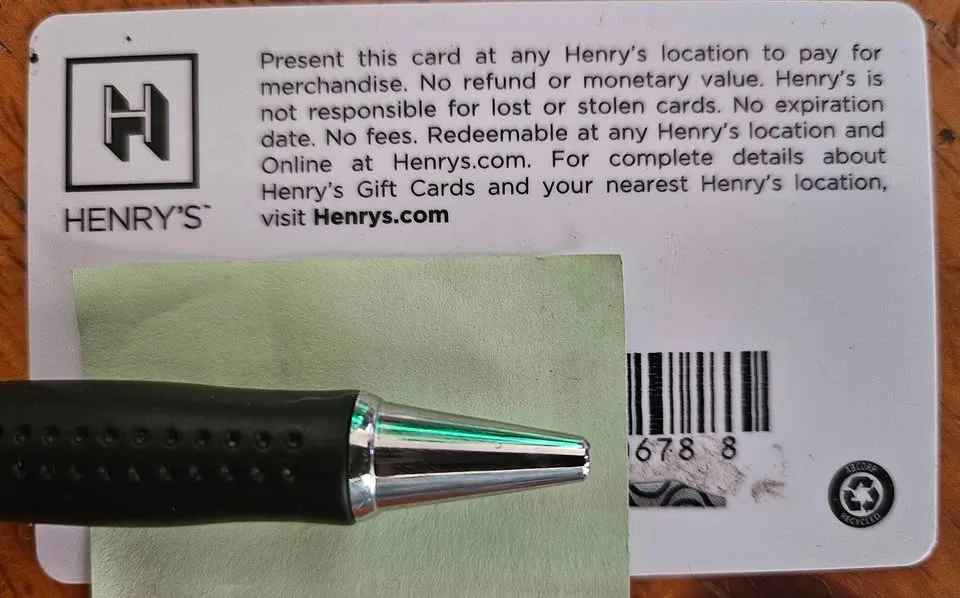 Present this card at any Henry's location to pay for
merchandise. No refund or monetary value. Henry's is
not responsible for lost or stolen cards. No expiration
date. No fees. Redeemable at any Henry's location and
Online at Henrys.com. For complete details about
Henry's Gift Cards and your nearest Henry's location,
visit Henrys.com
H
HENRY'S™
678 8
ABCORP
RECYCLED